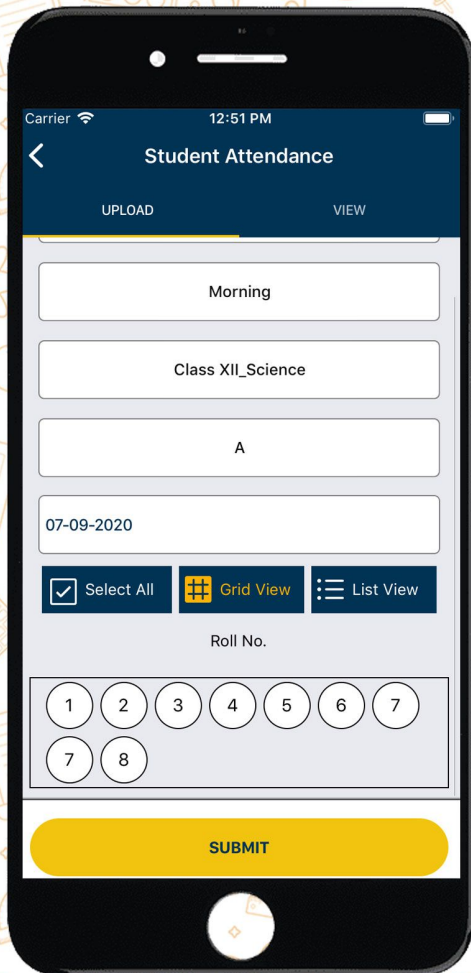 Carrier 12:51 PM
Student Attendance
UPLOAD VIEW
Morning
Class XII_Science
A
07-09-2020
Select All Grid View List View
Roll No.
1 2 3 4 5 6 7
7 8
SUBMIT